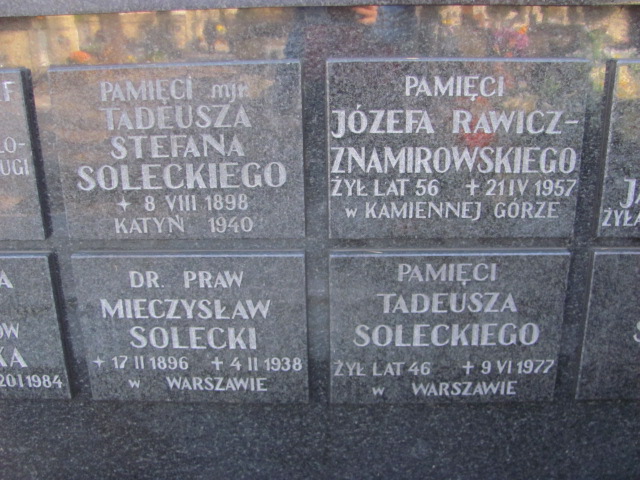 PAMIĘCI mjr.
TADEUSZA
STEFANA
SOLECKIEGO
* 8 VIII 1898
KATYŃ 1940
PAMIĘCI
JÓZEFA RAWICZ-
ZNAMIROWSKIEGO
ŻYŁ LAT 56 + 21 IV 1957
w KAMIENNEJ GÓRZE
DR. PRAW
MIECZYSŁAW
SOLECKI
* 17 II 1896 + 4 II 1938
w WARSZAWIE
PAMIĘCI
TADEUSZA
SOLECKIEGO
ŻYŁ LAT 46 + 9 VI 1977
w WARSZAWIE